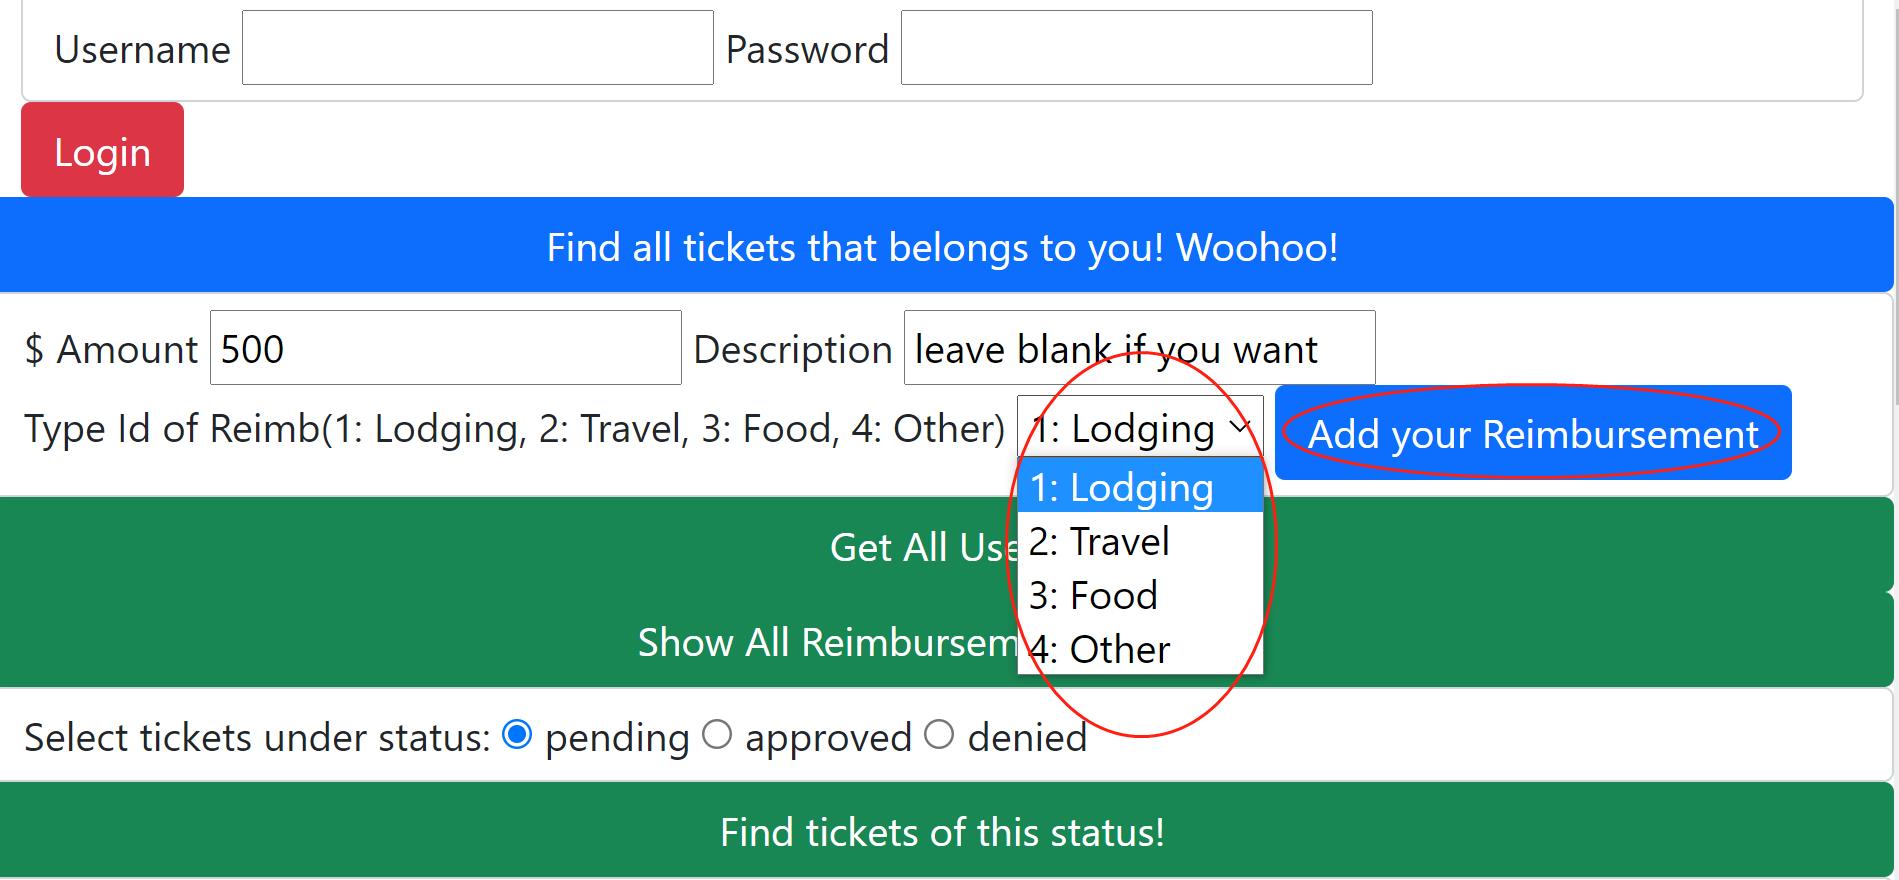 Username Password
Login
Find all tickets that belongs to you! Woohoo!
$ Amount 500 Description leave blank if you want
Type Id of Reimb(1: Lodging, 2: Travel, 3: Food, 4: Other) 1: Lodging Add your Reimbursement
1: Lodging
2: Travel
3: Food
4: Other
Get All Use
Show All Reimbursem
Select tickets under status: pending approved denied
Find tickets of this status!